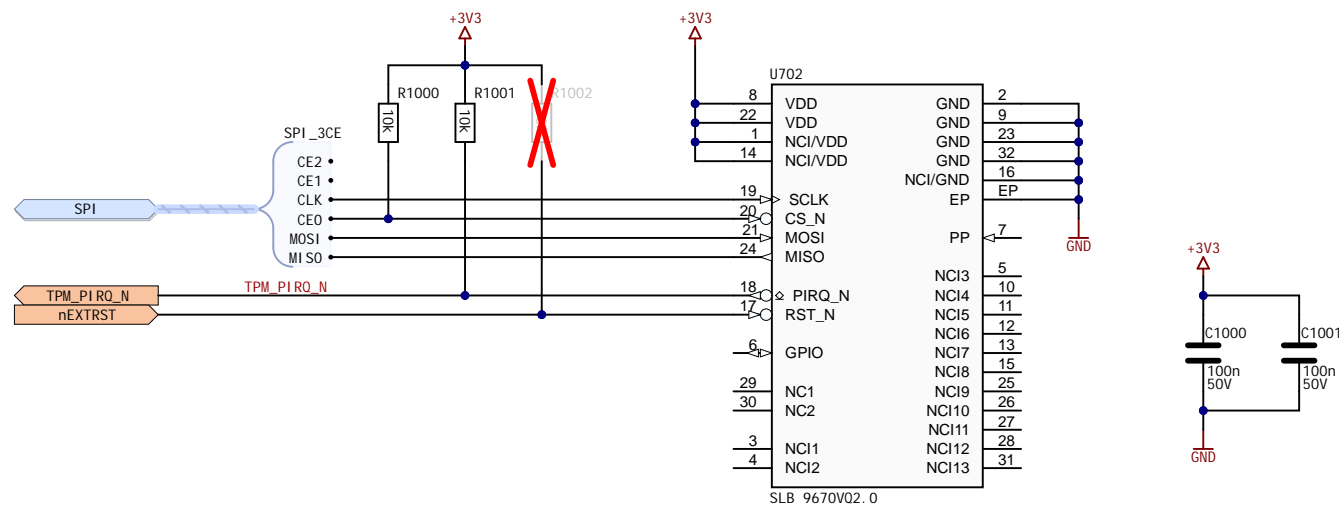 +3V3
+3V3
U702
R1000
R1001
R1002
10k
10k
SPI_3CE
CE2
CE1
CLK
CE0
MOSI
MISO
SPI
TPM_PIRQ_N
TPM_PIRQ_N
nEXTRST
8 VDD
22 VDD
1 NCI/VDD
14 NCI/VDD
19 SCLK
20 CS_N
21 MOSI
24 MISO
18 PIRQ_N
17 RST_N
6 GPIO
29 NC1
30 NC2
3 NCI1
4 NCI2
GND 2
GND 9
GND 23
GND 32
NCI/GND 16
EP EP
PP 7
NCI3 5
NCI4 10
NCI5 11
NCI6 12
NCI7 13
NCI8 15
NCI9 25
NCI10 26
NCI11 27
NCI12 28
NCI13 31
SLB 9670VQ2.0
GND
+3V3
C1000
100n
50V
C1001
100n
50V
GND